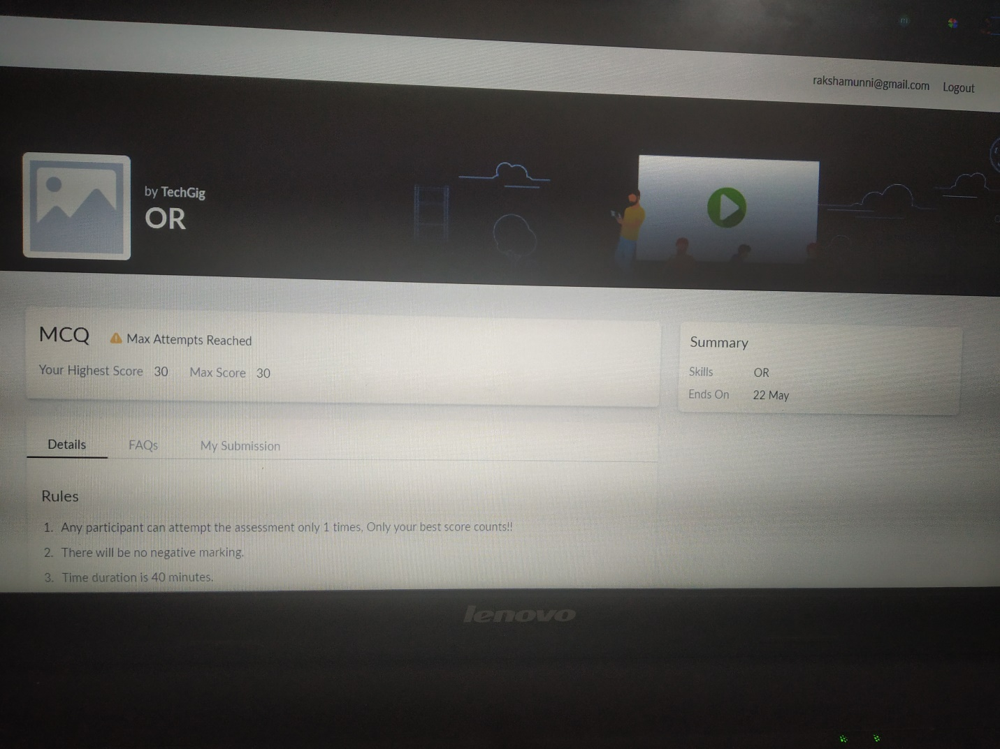 rakshamunni@gmail.com Logout
by TechGig
OR
MCQ Max Attempts Reached
Your Highest Score 30 Max Score 30
Summary
Skills OR
Ends On 22 May
Details FAQs My Submission
Rules
1. Any participant can attempt the assessment only 1 times, Only your best score counts!!
2. There will be no negative marking.
3. Time duration is 40 minutes.
lenovo